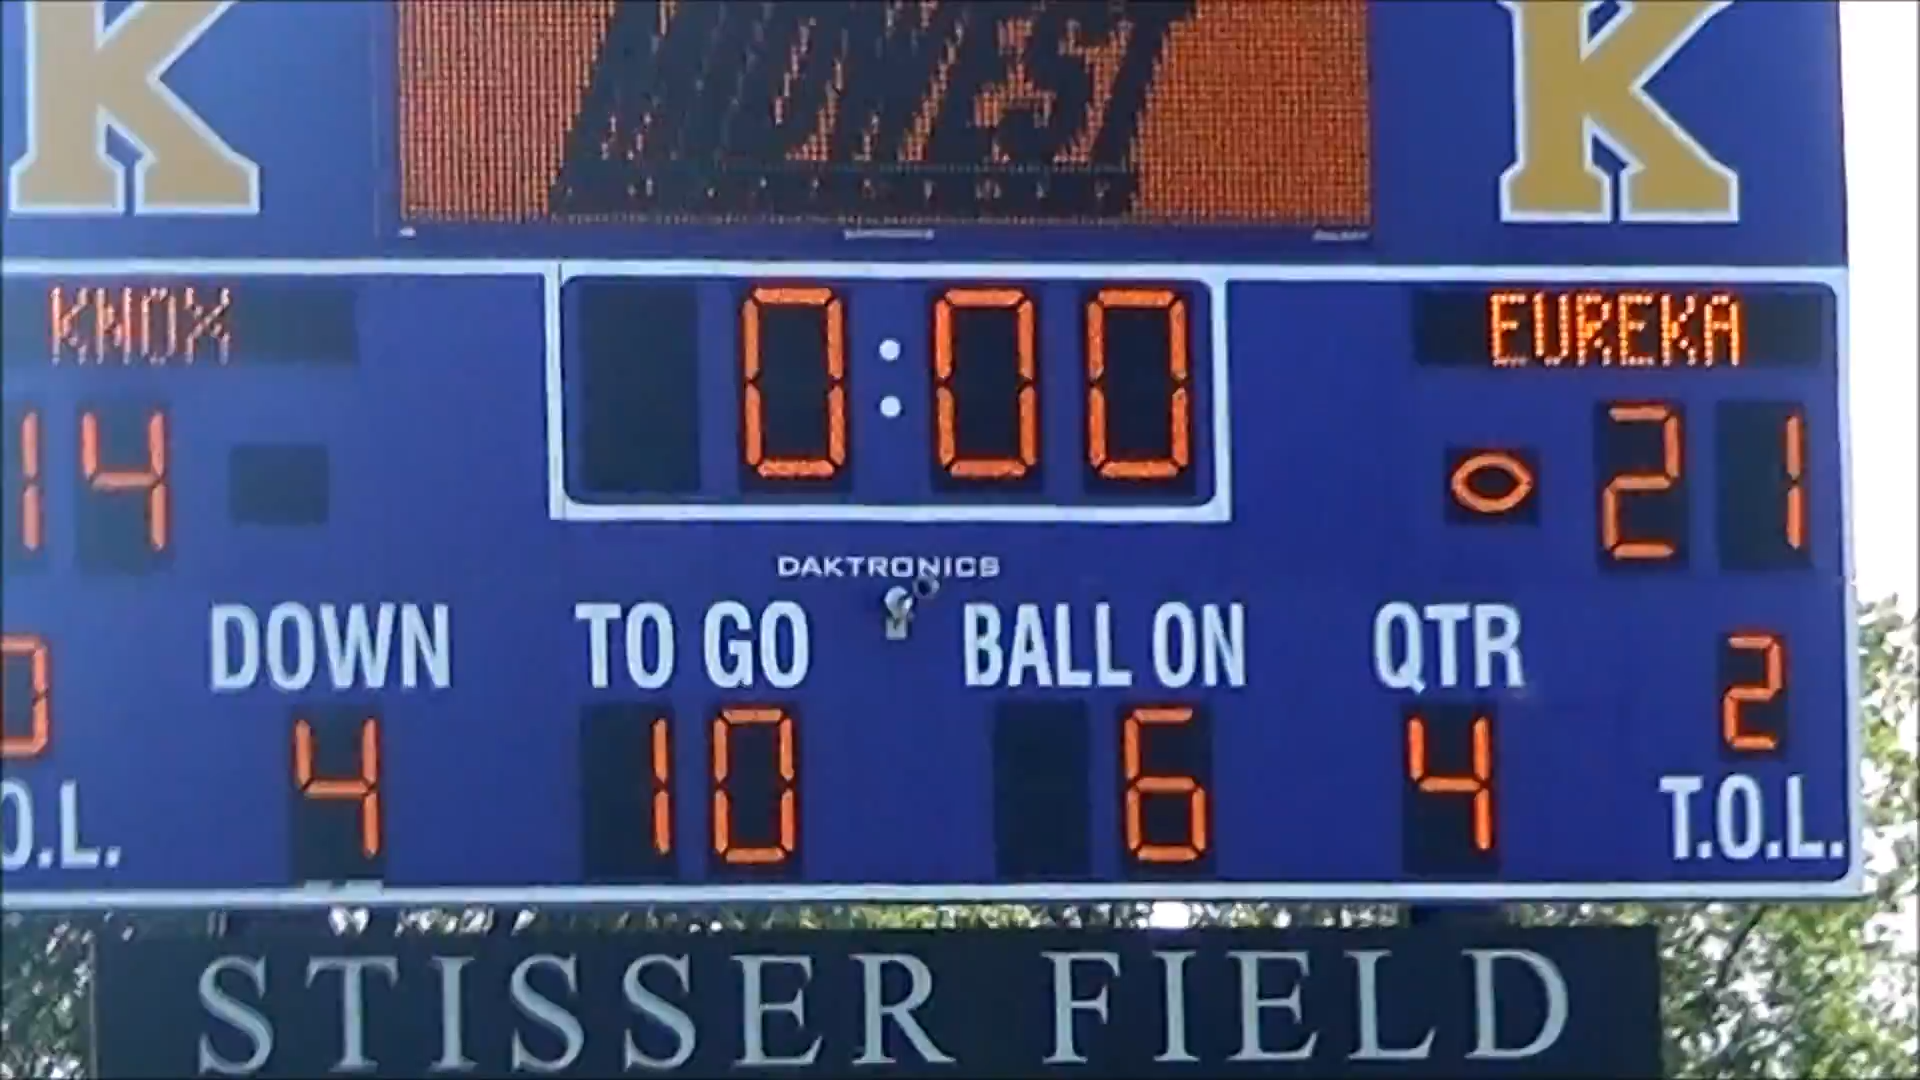 K MIDWEST K
KNOX 0:00 EUREKA
14 21
DAKTRONICS
DOWN TO GO BALL ON QTR 2
4 10 6 4
O.L. T.O.L.
STISSER FIELD